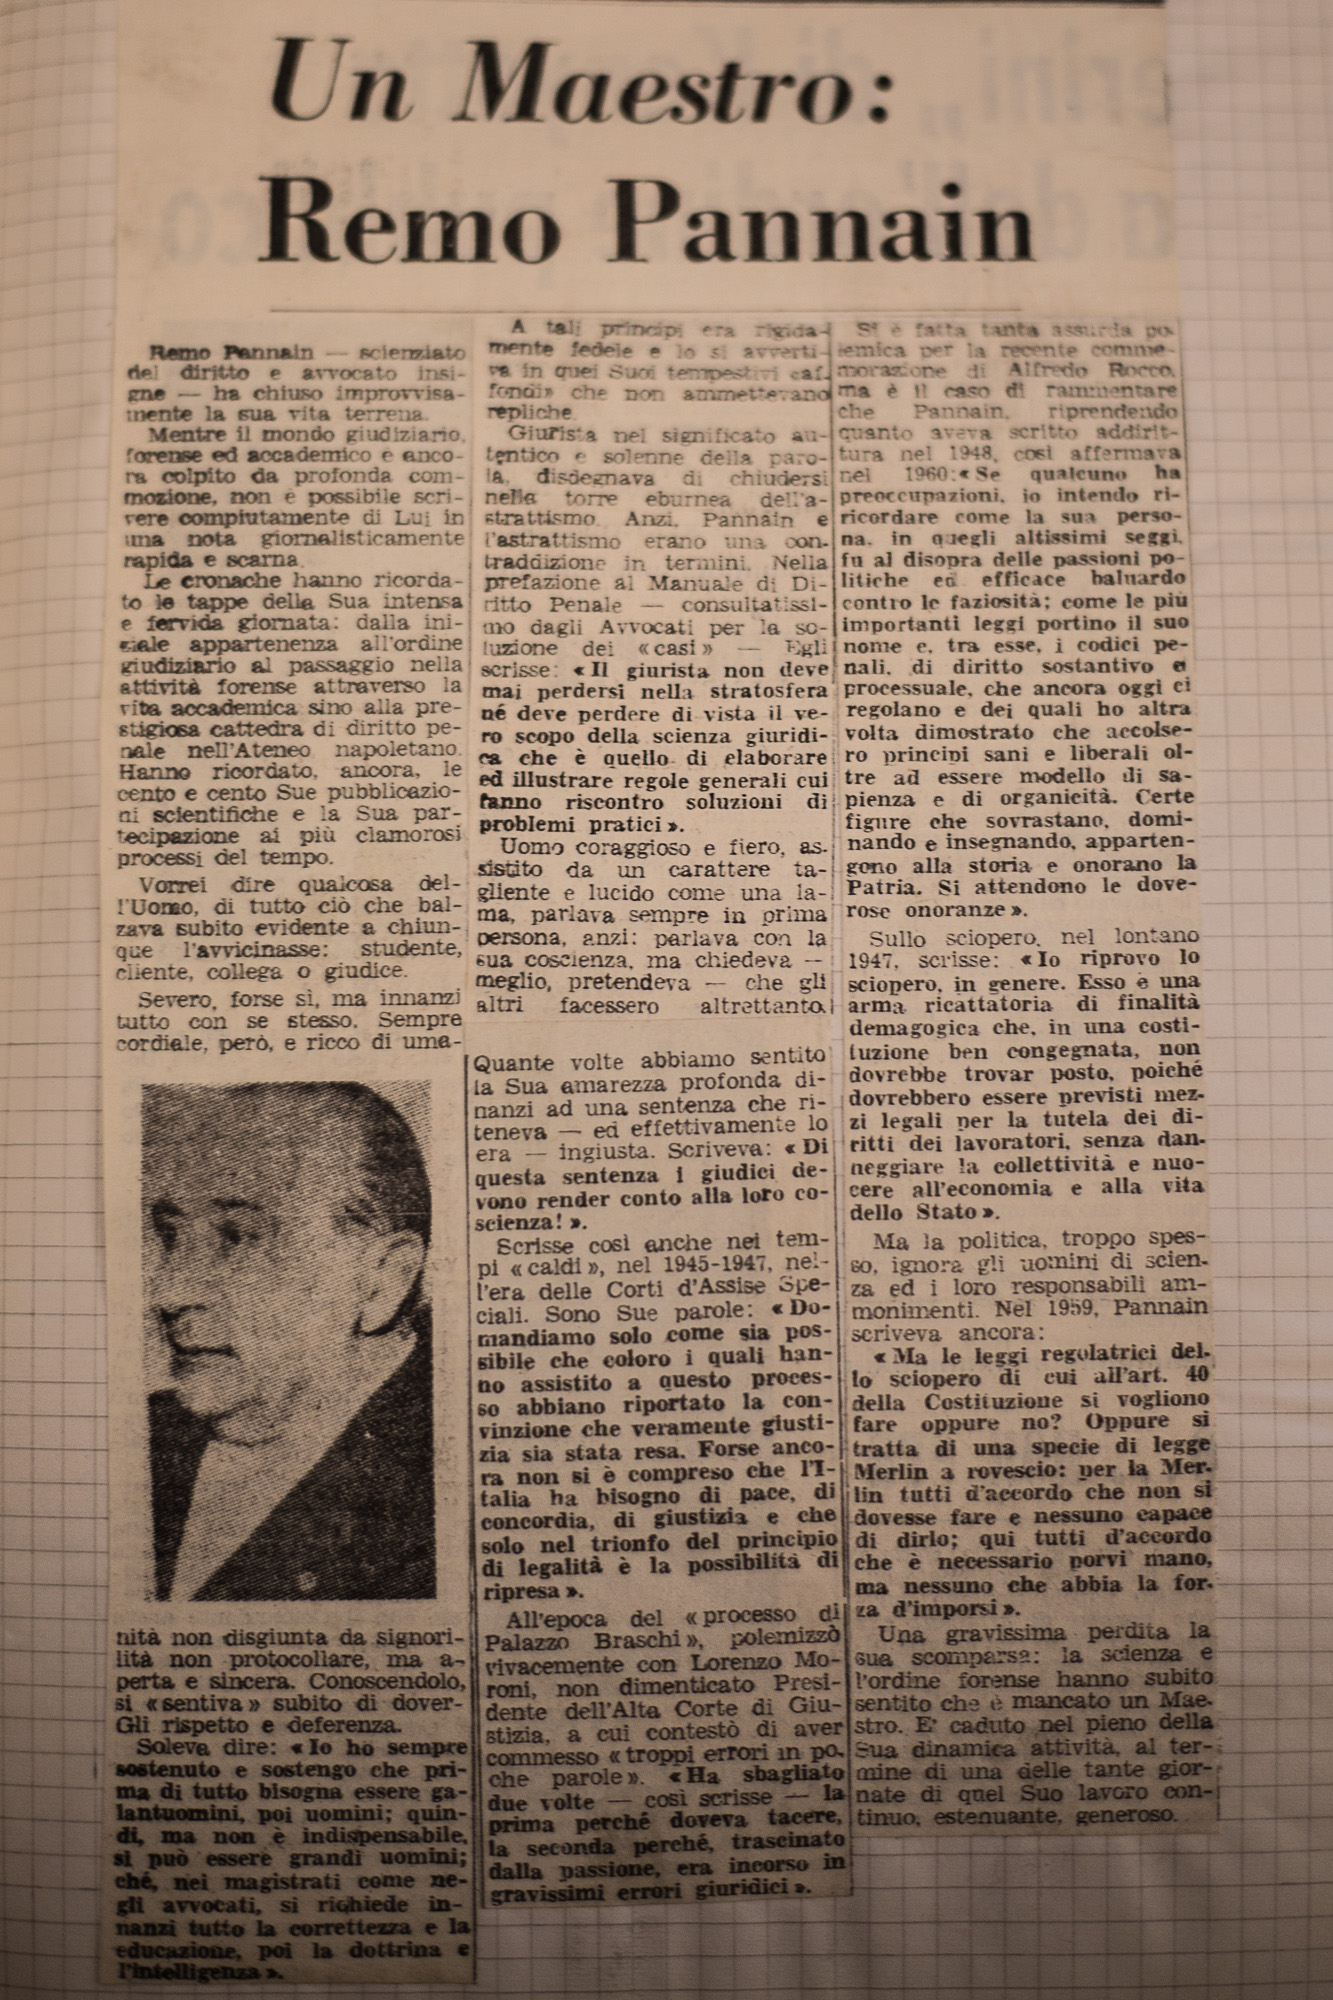 Un Maestro:
Remo Pannain
Remo Pannain — scienziato
del diritto e avvocato insi-
gne — ha chiuso improvvisa-
mente la sua vita terrena.
Mentre il mondo giudiziario,
forense ed accademico è anco-
ra colpito da profonda com-
mozione, non è possibile scri-
vere compiutamente di Lui in
una nota giornalisticamente
rapida e scarna.
Le cronache hanno ricorda-
to le tappe della Sua intensa
e fervida giornata: dalla ini-
ziale appartenenza all'ordine
giudiziario al passaggio nella
attività forense attraverso la
vita accademica sino alla pre-
stigiosa cattedra di diritto pe-
nale nell'Ateneo napoletano.
Hanno ricordato, ancora, le
cento e cento Sue pubblicazio-
ni scientifiche e la Sua par-
tecipazione ai più clamorosi
processi del tempo.
Vorrei dire qualcosa del-
l'Uomo, di tutto ciò che bal-
zava subito evidente a chiun-
que l'avvicinasse: studente,
cliente, collega o giudice.
Severo, forse sì, ma innanzi
tutto con se stesso. Sempre
cordiale, però, e ricco di uma-
nità non disgiunta da signori-
lità non protocollare, ma a-
perta e sincera. Conoscendolo,
si «sentiva» subito di dover-
Gli rispetto e deferenza.
Soleva dire: «Io ho sempre
sostenuto e sostengo che pri-
ma di tutto bisogna essere ga-
lantuomini, poi uomini; quin-
di, ma non è indispensabile,
si può essere grandi uomini;
ché, nei magistrati come ne-
gli avvocati, si richiede in-
nanzi tutto la correttezza e la
educazione, poi la dottrina e
l'intelligenza».
A tali principi era rigida-
mente fedele e lo si avverti-
va in quei Suoi tempestivi «af-
fondi» che non ammettevano
repliche.
Giurista nel significato au-
tentico e solenne della paro-
la, disdegnava di chiudersi
nella torre eburnea dell'a-
strattismo. Anzi, Pannain e
l'astrattismo erano una con-
traddizione in termini. Nella
prefazione al Manuale di Di-
ritto Penale — consultatissi-
mo dagli Avvocati per la so-
luzione dei «casi» — Egli
scrisse: «Il giurista non deve
mai perdersi nella stratosfera
né deve perdere di vista il ve-
ro scopo della scienza giuridi-
ca che è quello di elaborare
ed illustrare regole generali cui
fanno riscontro soluzioni di
problemi pratici».
Uomo coraggioso e fiero, as-
sistito da un carattere ta-
gliente e lucido come una la-
ma, parlava sempre in prima
persona, anzi: parlava con la
sua coscienza, ma chiedeva —
meglio, pretendeva — che gli
altri facessero altrettanto.
Quante volte abbiamo sentito
la Sua amarezza profonda di-
nanzi ad una sentenza che ri-
teneva — ed effettivamente lo
era — ingiusta. Scriveva: «Di
questa sentenza i giudici de-
vono render conto alla loro co-
scienza!».
Scrisse così anche nei tem-
pi «caldi», nel 1945-1947, nel-
l'era delle Corti d'Assise Spe-
ciali. Sono Sue parole: «Do-
mandiamo solo come sia pos-
sibile che coloro i quali han-
no assistito a questo proces-
so abbiano riportato la con-
vinzione che veramente giusti-
zia sia stata resa. Forse anco-
ra non si è compreso che l'I-
talia ha bisogno di pace, di
concordia, di giustizia e che
solo nel trionfo del principio
di legalità è la possibilità di
ripresa».
All'epoca del «processo di
Palazzo Braschi», polemizzò
vivacemente con Lorenzo Mo-
roni, non dimenticato Presi-
dente dell'Alta Corte di Giu-
stizia, a cui contestò di aver
commesso «troppi errori in po-
che parole». «Ha sbagliato
due volte — così scrisse — la
prima perché doveva tacere,
la seconda perché, trascinato
dalla passione, era incorso in
gravissimi errori giuridici».
Si è fatta tanta assurda po-
lemica per la recente comme-
morazione di Alfredo Rocco,
ma è il caso di rammentare
che Pannain, riprendendo
quanto aveva scritto addirit-
tura nel 1948, così affermava
nel 1960: «Se qualcuno ha
preoccupazioni, io intendo ri-
ricordare come la sua perso-
na, in quegli altissimi seggi,
fu al disopra delle passioni po-
litiche ed efficace baluardo
contro le faziosità; come le più
importanti leggi portino il suo
nome e, tra esse, i codici pe-
nali, di diritto sostantivo e
processuale, che ancora oggi ci
regolano e dei quali ho altra
volta dimostrato che accolse-
ro principi sani e liberali ol-
tre ad essere modello di sa-
pienza e di organicità. Certe
figure che sovrastano, domi-
nando e insegnando, apparten-
gono alla storia e onorano la
Patria. Si attendono le dove-
rose onoranze».
Sullo sciopero, nel lontano
1947, scrisse: «Io riprovo lo
sciopero, in genere. Esso è una
arma ricattatoria di finalità
demagogica che, in una costi-
tuzione ben congegnata, non
dovrebbe trovar posto, poiché
dovrebbero essere previsti mez-
zi legali per la tutela dei di-
ritti dei lavoratori, senza dan-
neggiare la collettività e nuo-
cere all'economia e alla vita
dello Stato».
Ma la politica, troppo spes-
so, ignora gli uomini di scien-
za ed i loro responsabili am-
monimenti. Nel 1959, Pannain
scriveva ancora:
«Ma le leggi regolatrici del-
lo sciopero di cui all'art. 40
della Costituzione si vogliono
fare oppure no? Oppure si
tratta di una specie di legge
Merlin a rovescio: per la Mer-
lin tutti d'accordo che non si
dovesse fare e nessuno capace
di dirlo; qui tutti d'accordo
che è necessario porvi mano,
ma nessuno che abbia la for-
za d'imporsi».
Una gravissima perdita la
sua scomparsa: la scienza e
l'ordine forense hanno subito
sentito che è mancato un Mae-
stro. E' caduto nel pieno della
Sua dinamica attività, al ter-
mine di una delle tante gior-
nate di quel Suo lavoro con-
tinuo, estenuante, generoso.